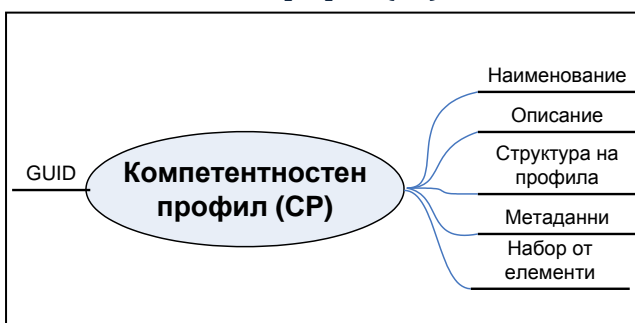 GUID
Компетентностен
профил (CP)
Наименование
Описание
Структура на
профила
Метаданни
Набор от
елементи